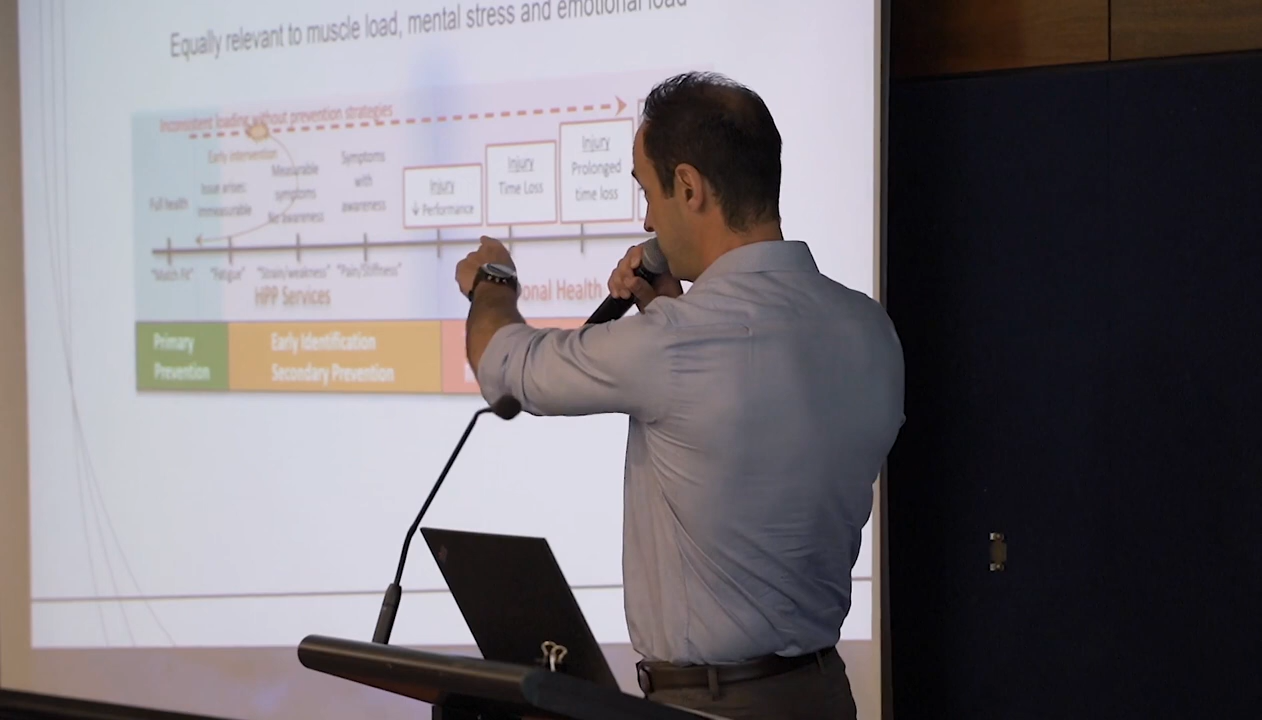 Equally relevant to muscle load, mental stress and emotional load
Inconsistent loading without prevention strategies
Early intervention
Full health
Issue arises
immeasurable
Measurable
symptoms
No awareness
Symptoms
with
awareness
Injury
↓ Performance
Injury
Time Loss
Injury
Prolonged
time loss
"Match Fit"
"Fatigue"
"Strain/weakness"
"Pain/Stiffness"
HPP Services
onal Health
Primary
Prevention
Early Identification
Secondary Prevention